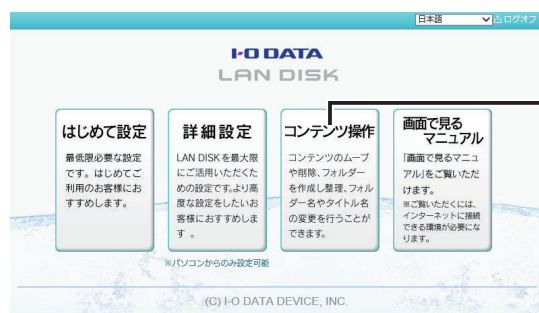 日本語 ログオフ
I-O DATA
LAN DISK
はじめて設定
最低限必要な設定
です。はじめてご
利用のお客様にお
すすめします。
詳細設定
LAN DISKを最大限
にご活用いただくた
めの設定です。より高
度な設定をしたいお
客様におすすめしま
す 。
コンテンツ操作
コンテンツのムーブ
や削除、フォルダー
を作成し整理、フォル
ダー名やタイトル名
の変更を行うことが
できます。
画面で見る
マニュアル
「画面で見るマニュ
アル」をご覧いただ
けます。
※ご覧いただくには、
インターネットに接続
できる環境が必要にな
ります。
※パソコンからのみ設定可能
(C) I-O DATA DEVICE, INC.